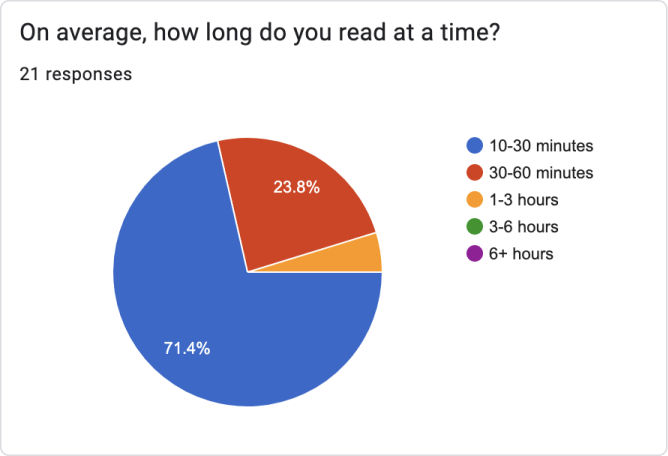 On average, how long do you read at a time?
21 responses
10-30 minutes
30-60 minutes
1-3 hours
3-6 hours
6+ hours
23.8%
71.4%